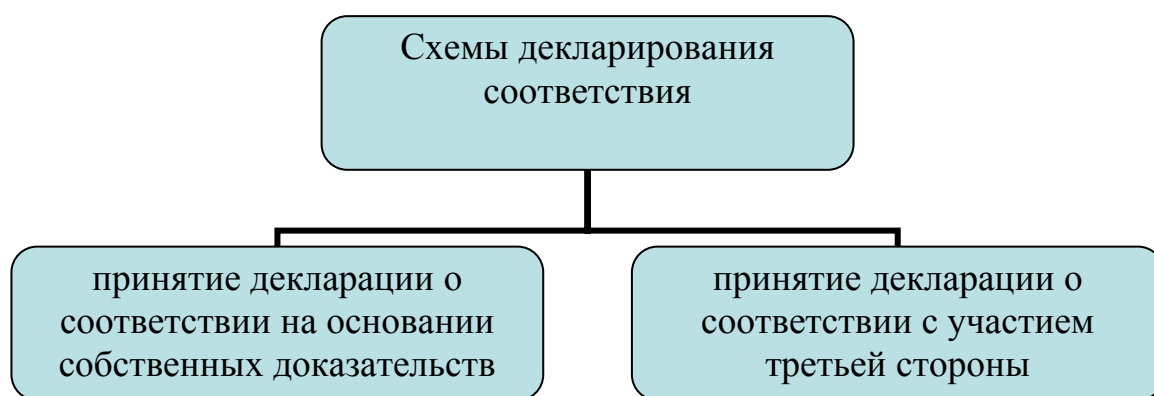 Схемы декларирования
соответствия
принятие декларации о
соответствии на основании
собственных доказательств
принятие декларации о
соответствии с участием
третьей стороны